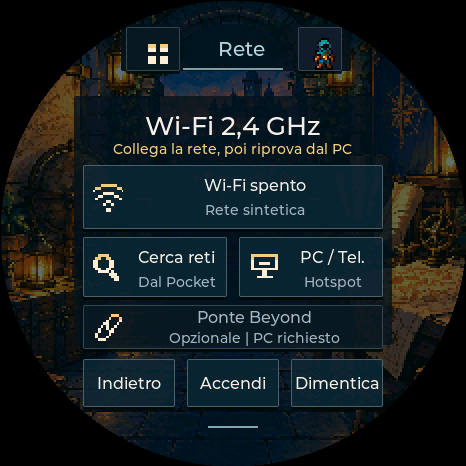 Rete
Wi-Fi 2,4 GHz
Collega la rete, poi riprova dal PC
Wi-Fi spento
Rete sintetica
Cerca reti
Dal Pocket
PC / Tel.
Hotspot
Ponte Beyond
Opzionale | PC richiesto
Indietro
Accendi
Dimentica